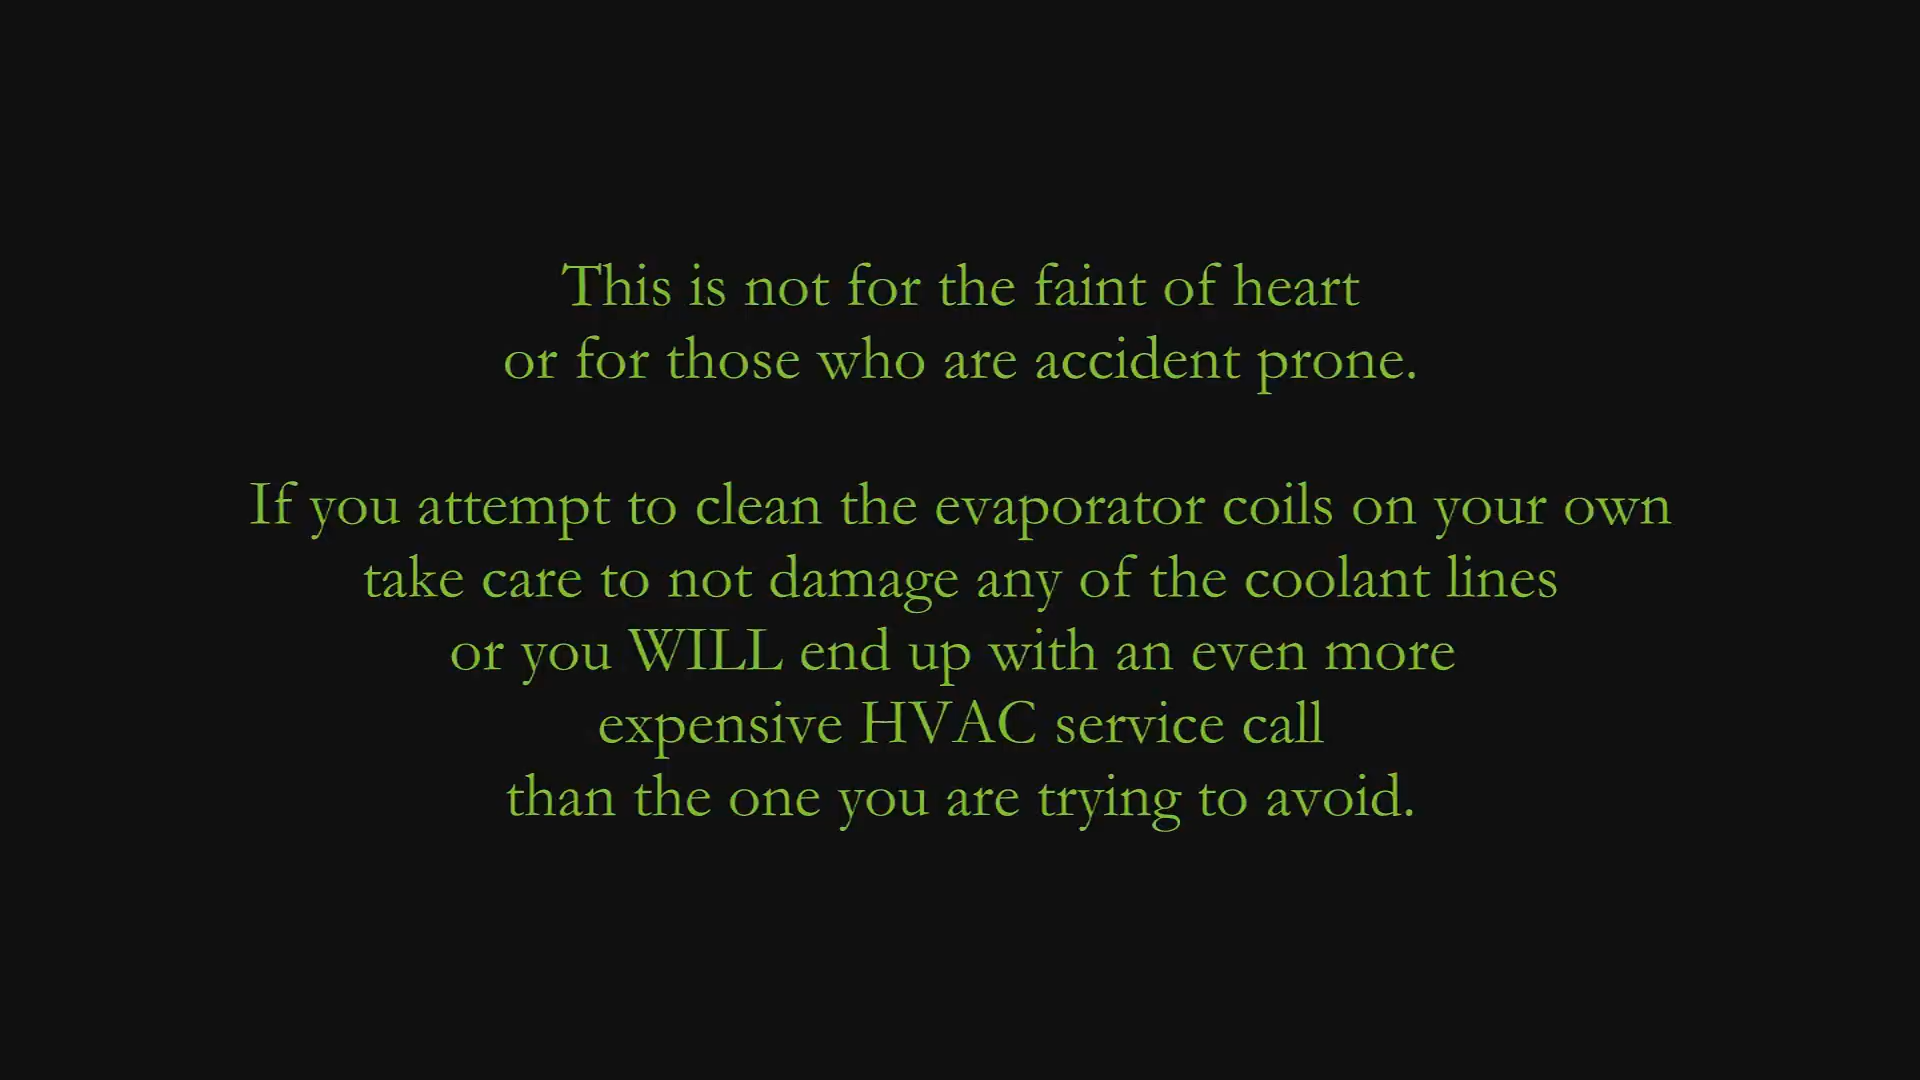 This is not for the faint of heart
or for those who are accident prone.
If you attempt to clean the evaporator coils on your own
take care to not damage any of the coolant lines
or you WILL end up with an even more
expensive HVAC service call
than the one you are trying to avoid.